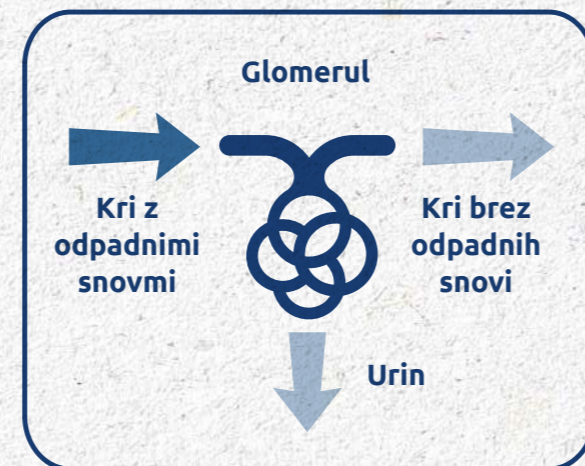 Glomerul
Kri z
odpadnimi
snovmi
Kri brez
odpadnih
snovi
Urin